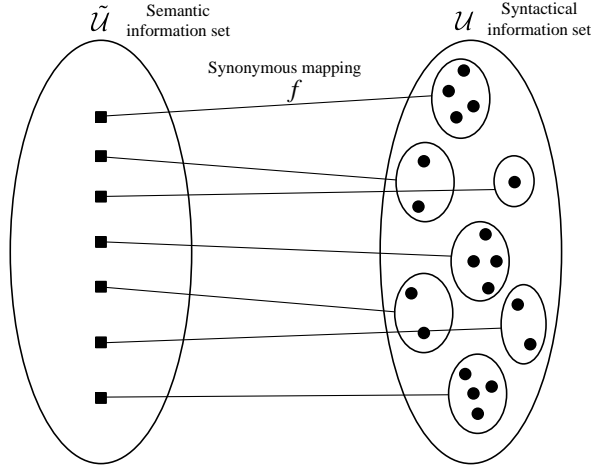 Semantic
information set
𝒰̃
Syntactical
information set
𝒰
Synonymous mapping
f